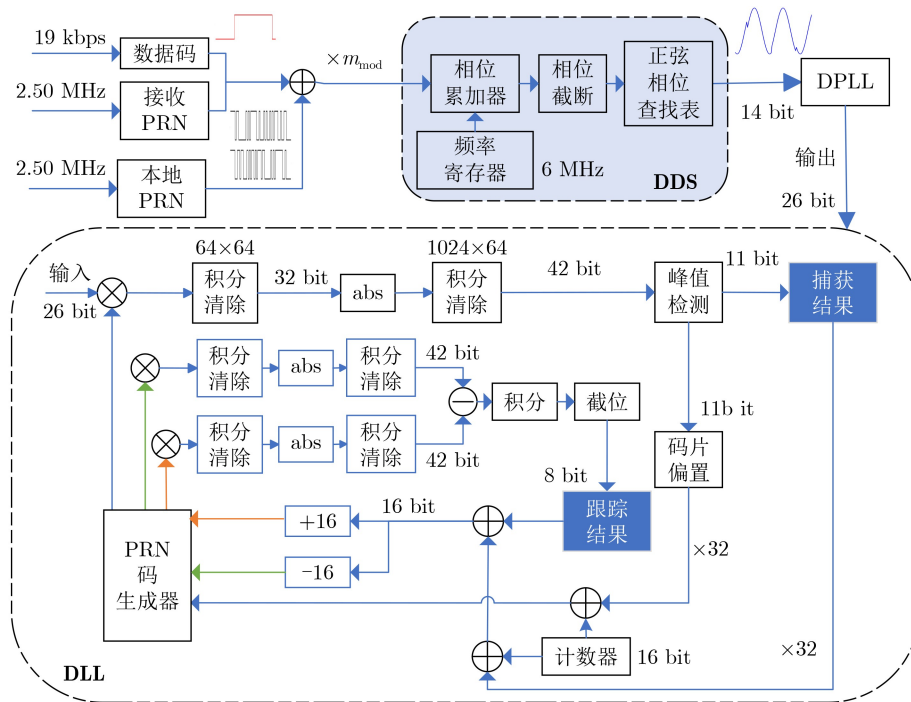 19 kbps
数据码
2.50 MHz
接收
PRN
2.50 MHz
本地
PRN
×m_mod
相位
累加器
相位
截断
正弦
相位
查找表
频率
寄存器
6 MHz
DDS
14 bit
DPLL
输出
26 bit
输入
26 bit
64×64
积分
清除
32 bit
abs
1024×64
积分
清除
42 bit
峰值
检测
11 bit
捕获
结果
积分
清除
abs
积分
清除
42 bit
积分
清除
abs
积分
清除
42 bit
积分
截位
11b it
码片
偏置
8 bit
跟踪
结果
16 bit
+16
−16
PRN
码
生成器
×32
计数器
16 bit
×32
DLL